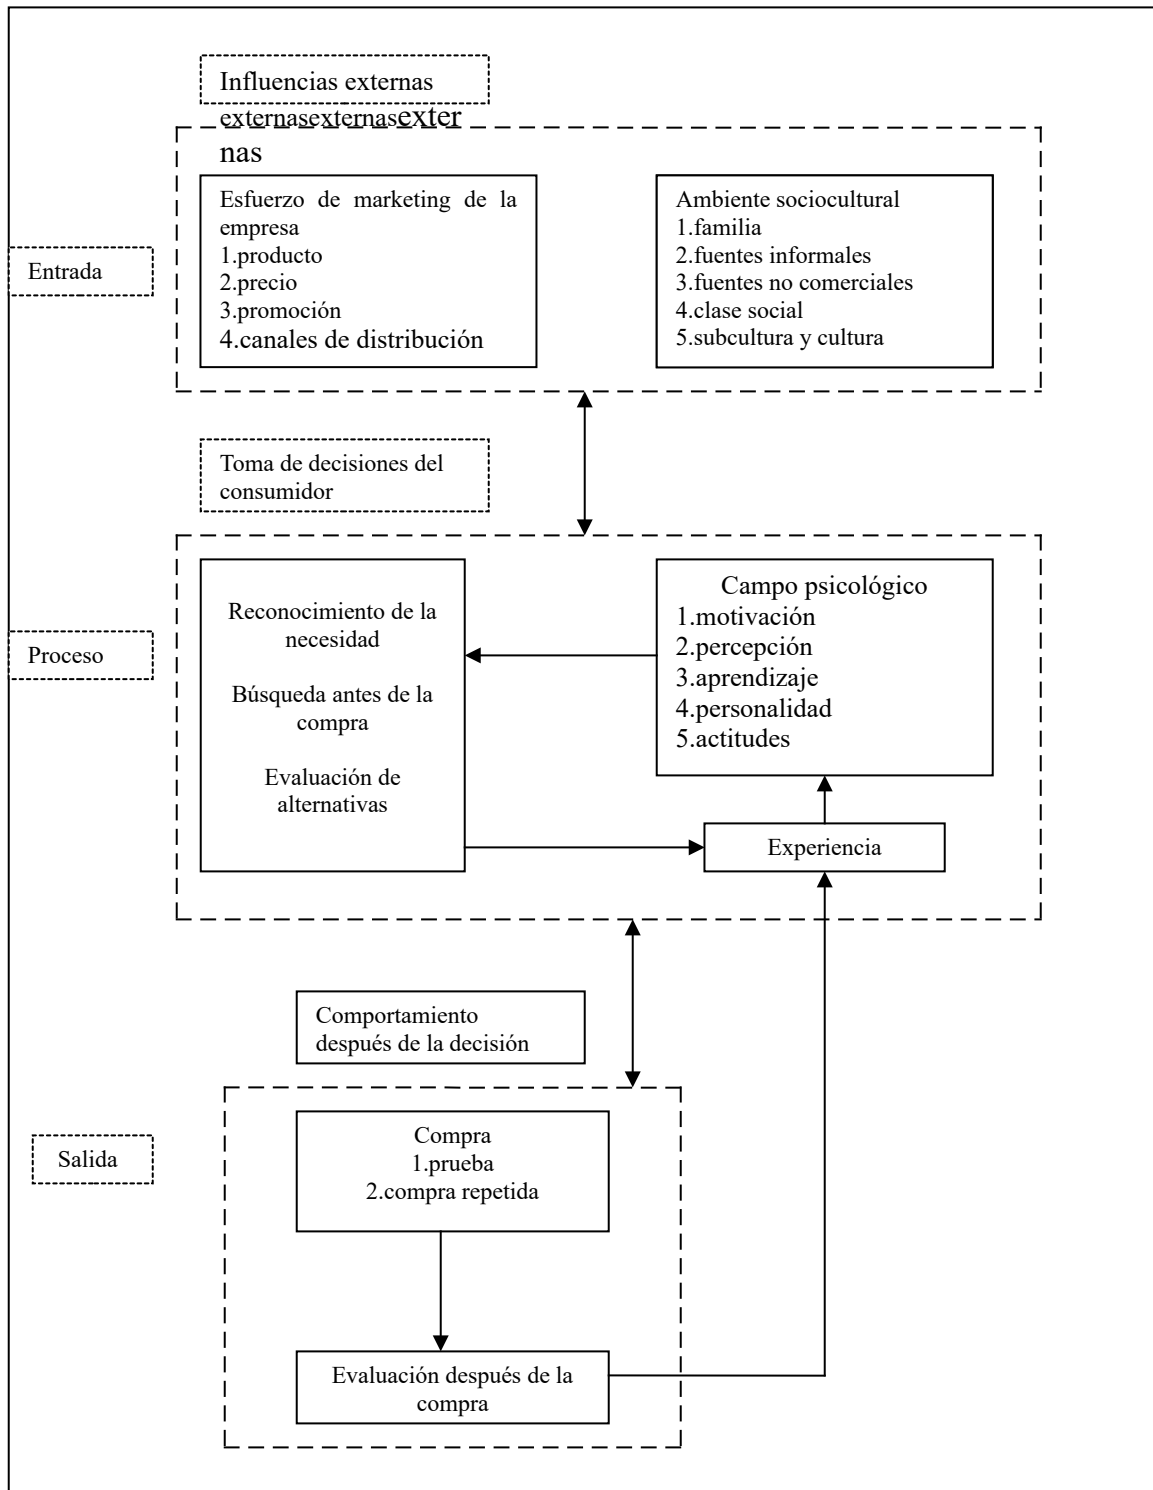 Influencias externas
externasexternasexter
nas
Esfuerzo de marketing de la
empresa
1.producto
2.precio
3.promoción
4.canales de distribución
Ambiente sociocultural
1.familia
2.fuentes informales
3.fuentes no comerciales
4.clase social
5.subcultura y cultura
Entrada
Toma de decisiones del
consumidor
Reconocimiento de la
necesidad
Búsqueda antes de la
compra
Evaluación de
alternativas
Campo psicológico
1.motivación
2.percepción
3.aprendizaje
4.personalidad
5.actitudes
Proceso
Experiencia
Comportamiento
después de la decisión
Compra
1.prueba
2.compra repetida
Salida
Evaluación después de la
compra